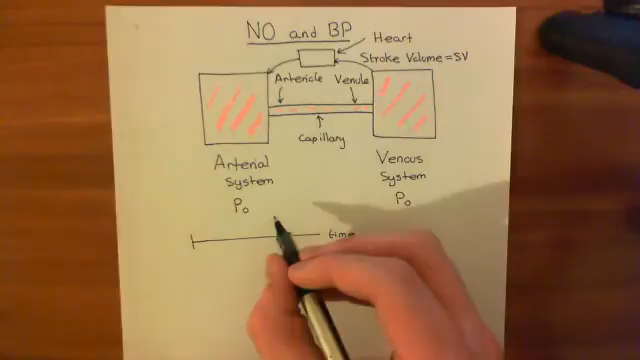 NO and BP
Heart
Stroke Volume = SV
Arteriole
Venule
Capillary
Arterial
System
P₀
Venous
System
P₀
time